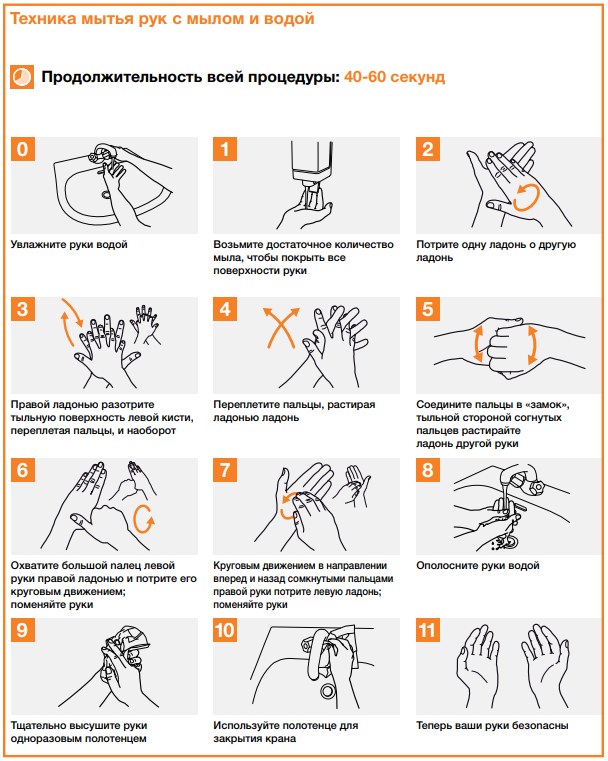 Техника мытья рук с мылом и водой
Продолжительность всей процедуры: 40-60 секунд
0
Увлажните руки водой
1
Возьмите достаточное количество
мыла, чтобы покрыть все
поверхности руки
2
Потрите одну ладонь о другую
ладонь
3
Правой ладонью разотрите
тыльную поверхность левой кисти,
переплетая пальцы, и наоборот
4
Переплетите пальцы, растирая
ладонью ладонь
5
Соедините пальцы в «замок»,
тыльной стороной согнутых
пальцев растирайте
ладонь другой руки
6
Охватите большой палец левой
руки правой ладонью и потрите его
круговым движением;
поменяйте руки
7
Круговым движением в направлении
вперед и назад сомкнутыми пальцами
правой руки потрите левую ладонь;
поменяйте руки
8
Ополосните руки водой
9
Тщательно высушите руки
одноразовым полотенцем
10
Используйте полотенце для
закрытия крана
11
Теперь ваши руки безопасны